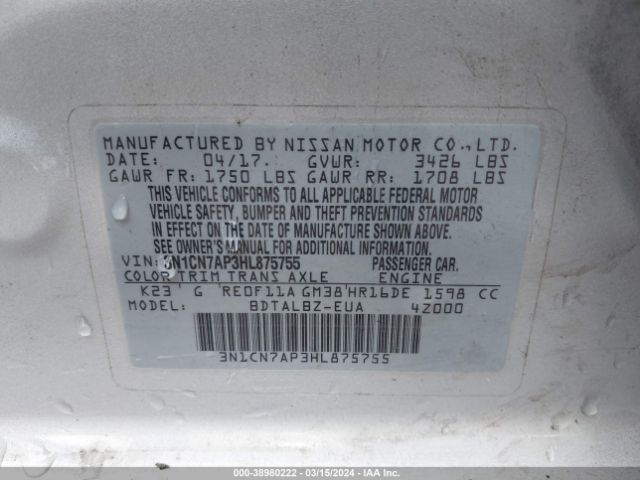 MANUFACTURED BY NISSAN MOTOR CO.,LTD.
DATE: 04/17. GVWR: 3426 LBS
GAWR FR: 1750 LBS GAWR RR: 1708 LBS
THIS VEHICLE CONFORMS TO ALL APPLICABLE FEDERAL MOTOR
VEHICLE SAFETY, BUMPER AND THEFT PREVENTION STANDARDS
IN EFFECT ON THE DATE OF MANUFACTURE SHOWN ABOVE.
SEE OWNER'S MANUAL FOR ADDITIONAL INFORMATION
VIN: 3N1CN7AP3HL875755 PASSENGER CAR.
COLOR TRIM TRANS AXLE ENGINE
K23 G RE0F11A GM38 HR16DE 1598 CC
MODEL: BDTALBZ-EUA 4Z000
3N1CN7AP3HL875755
000-38980222 - 03/15/2024 - IAA Inc.